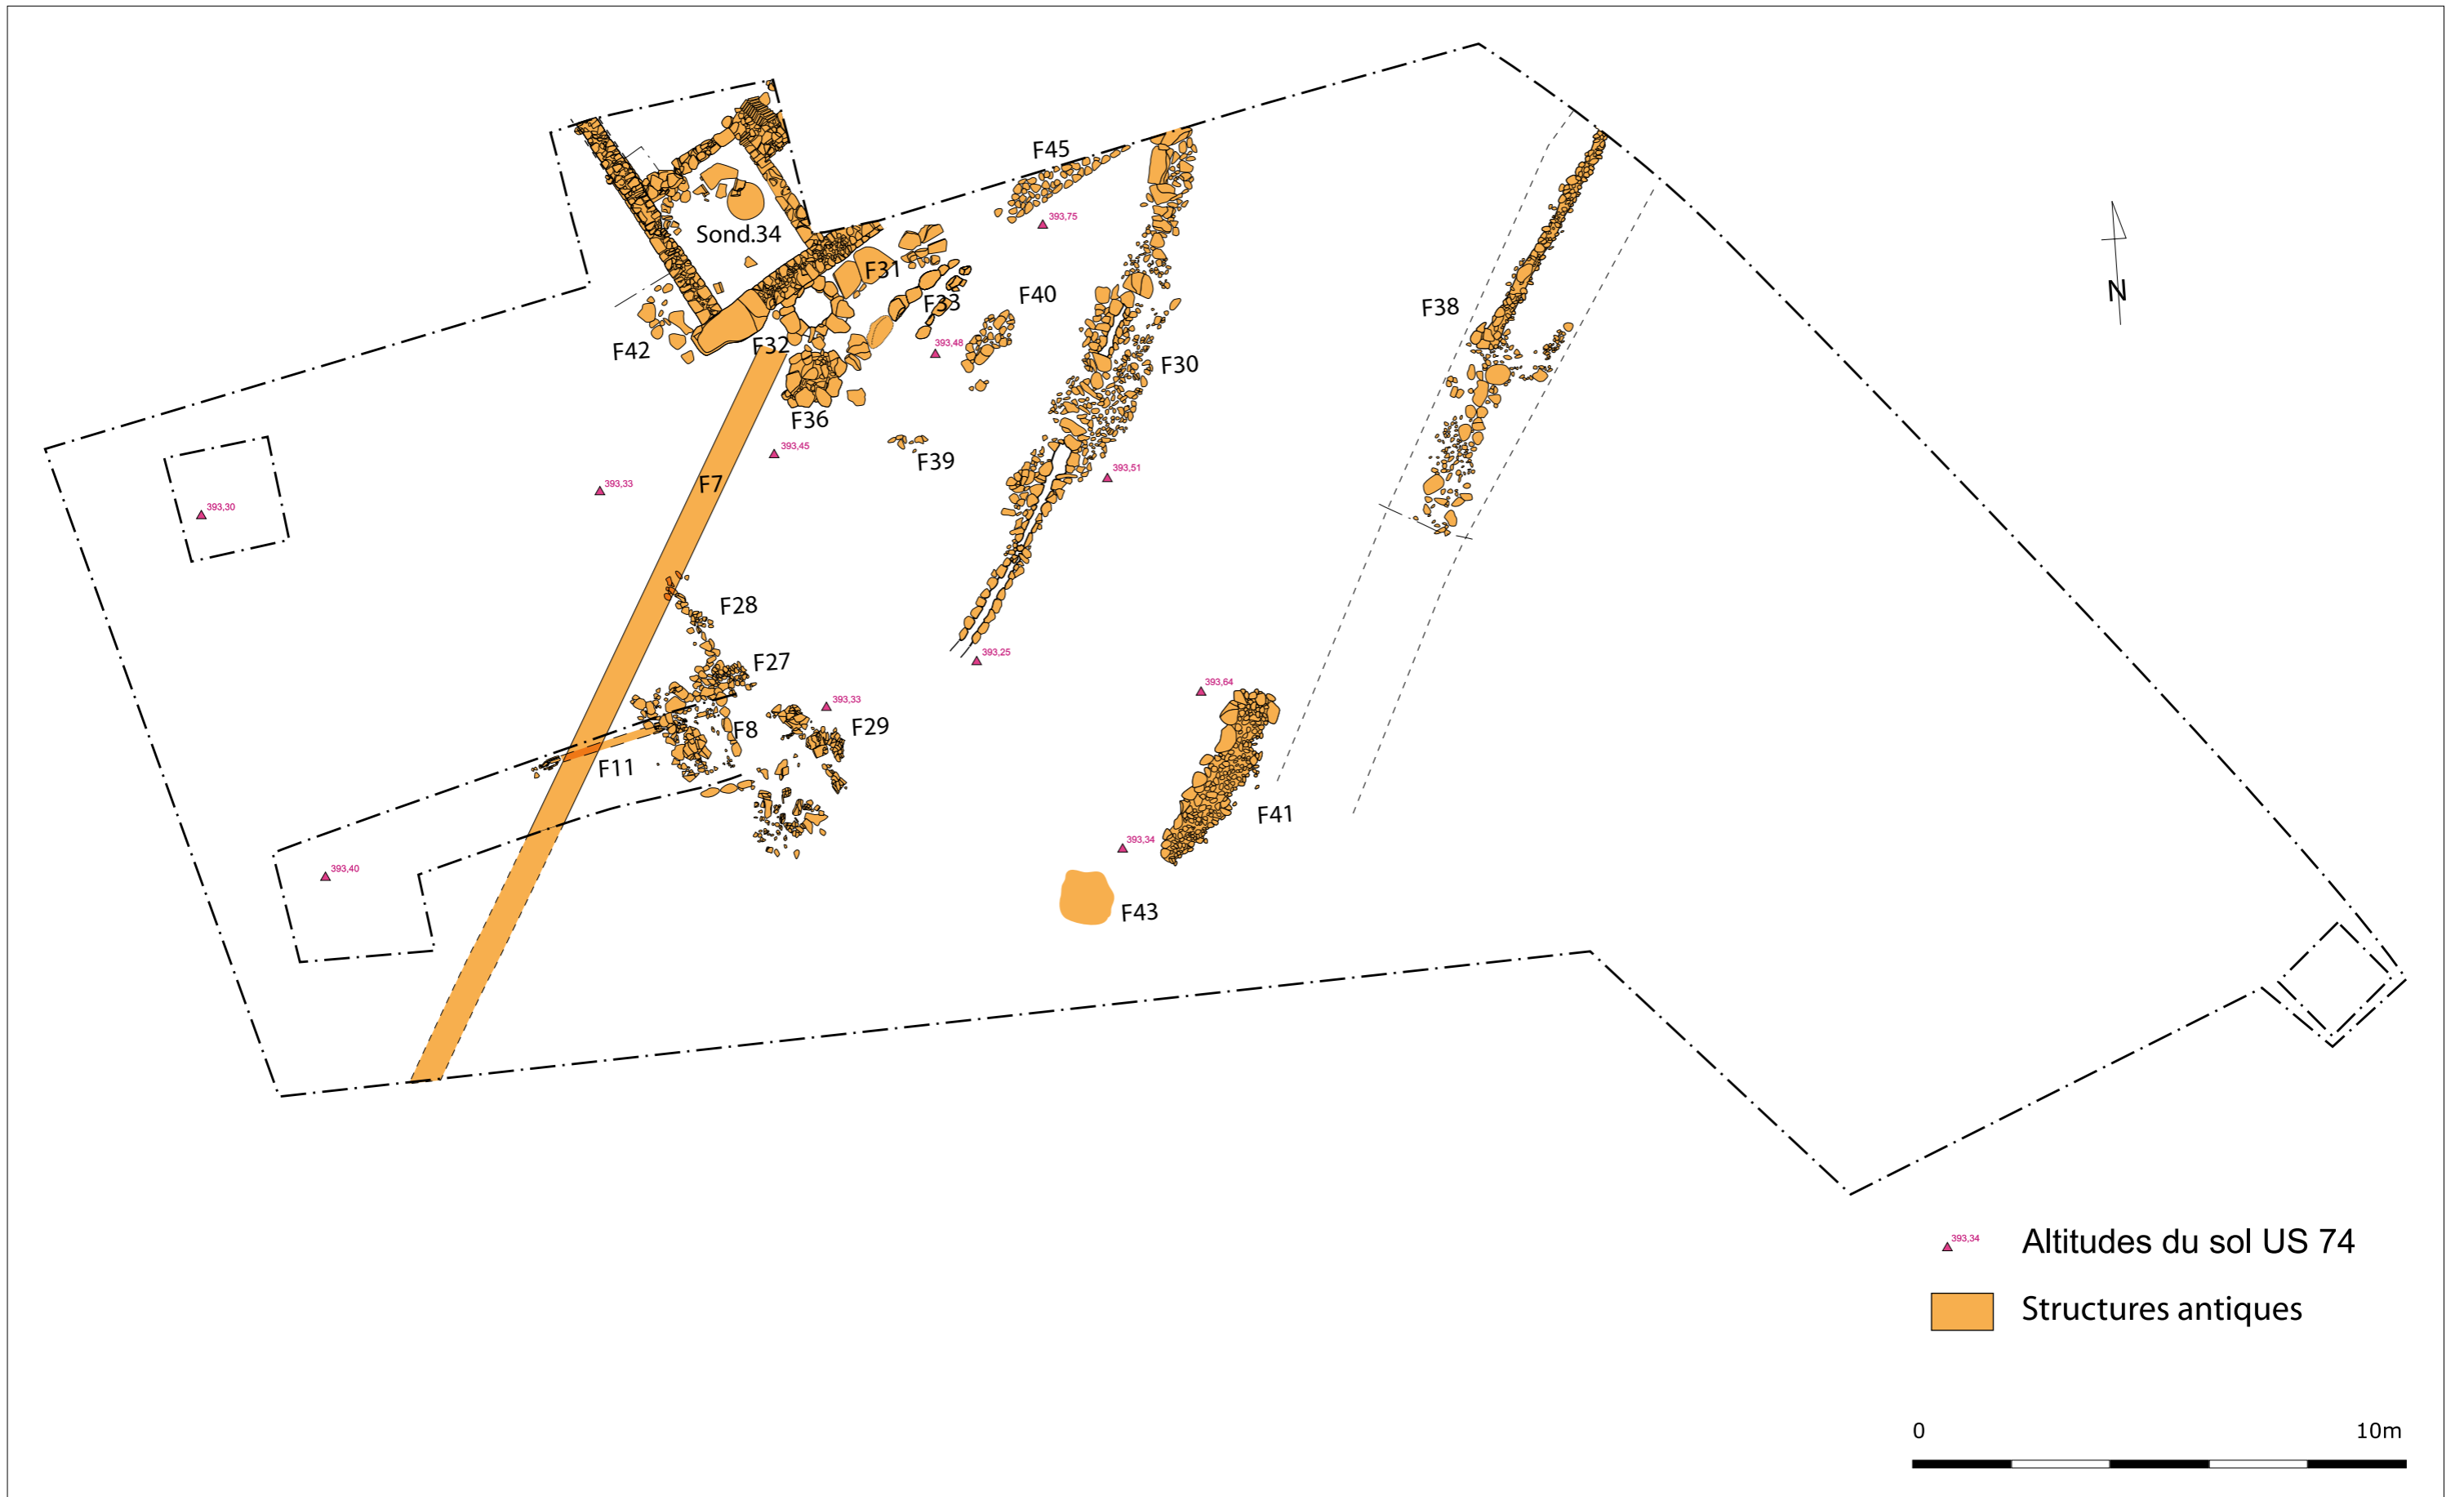 F45
393,75
Sond.34
F31
F33
F40
F38
F42
F32
393,48
F30
F36
393,45
F39
F7
393,51
393,33
393,30
F28
F27
393,25
393,33
393,64
F8
F29
F11
F41
393,34
393,40
F43
N
393,34 Altitudes du sol US 74
Structures antiques
0 10m